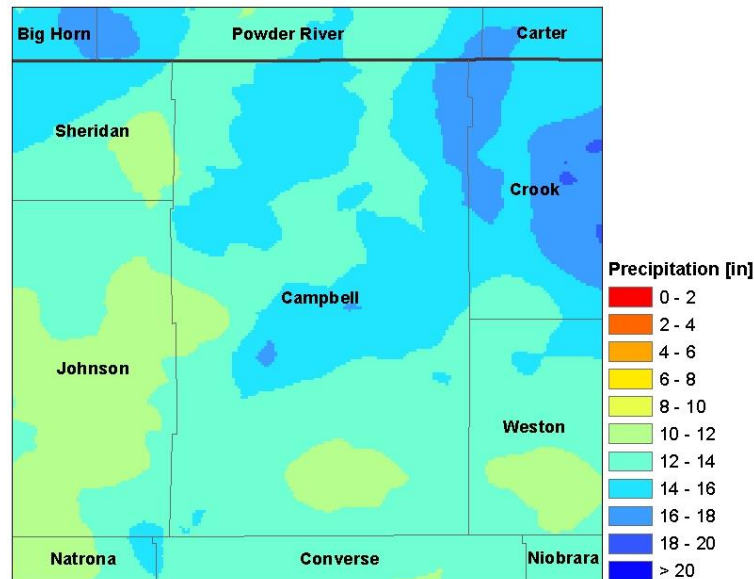 Big Horn
Powder River
Carter
Sheridan
Crook
Campbell
Johnson
Weston
Natrona
Converse
Niobrara
Precipitation [in]
0 - 2
2 - 4
4 - 6
6 - 8
8 - 10
10 - 12
12 - 14
14 - 16
16 - 18
18 - 20
> 20